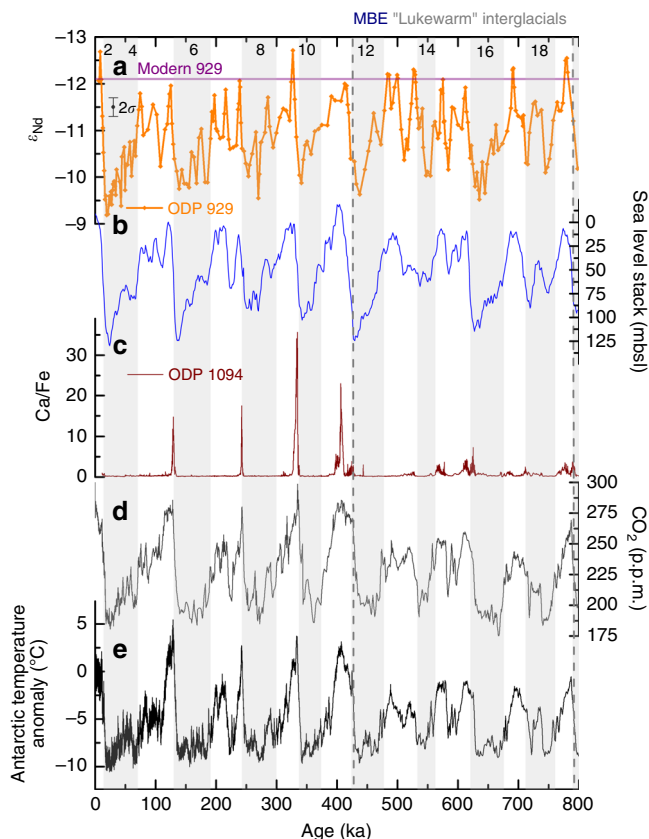 MBE "Lukewarm" interglacials
−13
−12
−11
−10
−9
εNd
2 4 6 8 10 12 14 16 18
a
Modern 929
2σ
ODP 929
b
0
25
50
75
100
125
Sea level stack (mbsl)
c
ODP 1094
30
20
10
0
Ca/Fe
d
300
275
250
225
200
175
CO2 (p.p.m.)
e
5
0
−5
−10
Antarctic temperature
anomaly (°C)
0 100 200 300 400 500 600 700 800
Age (ka)